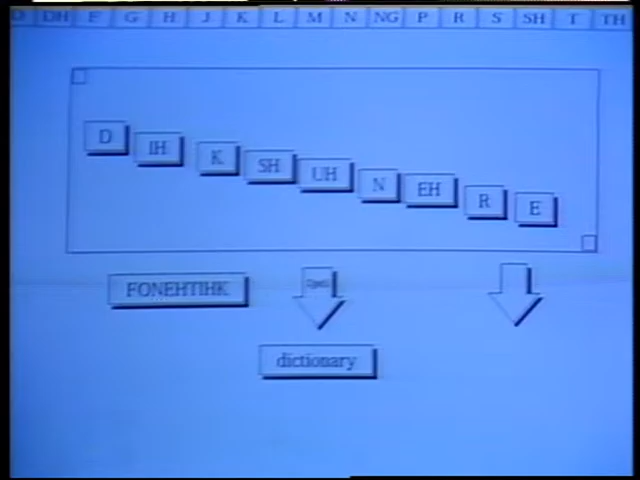 DH F G H J K L M N NG P R S SH T TH
D IH K SH UH N EH R E
FONEHTIHK
dictionary